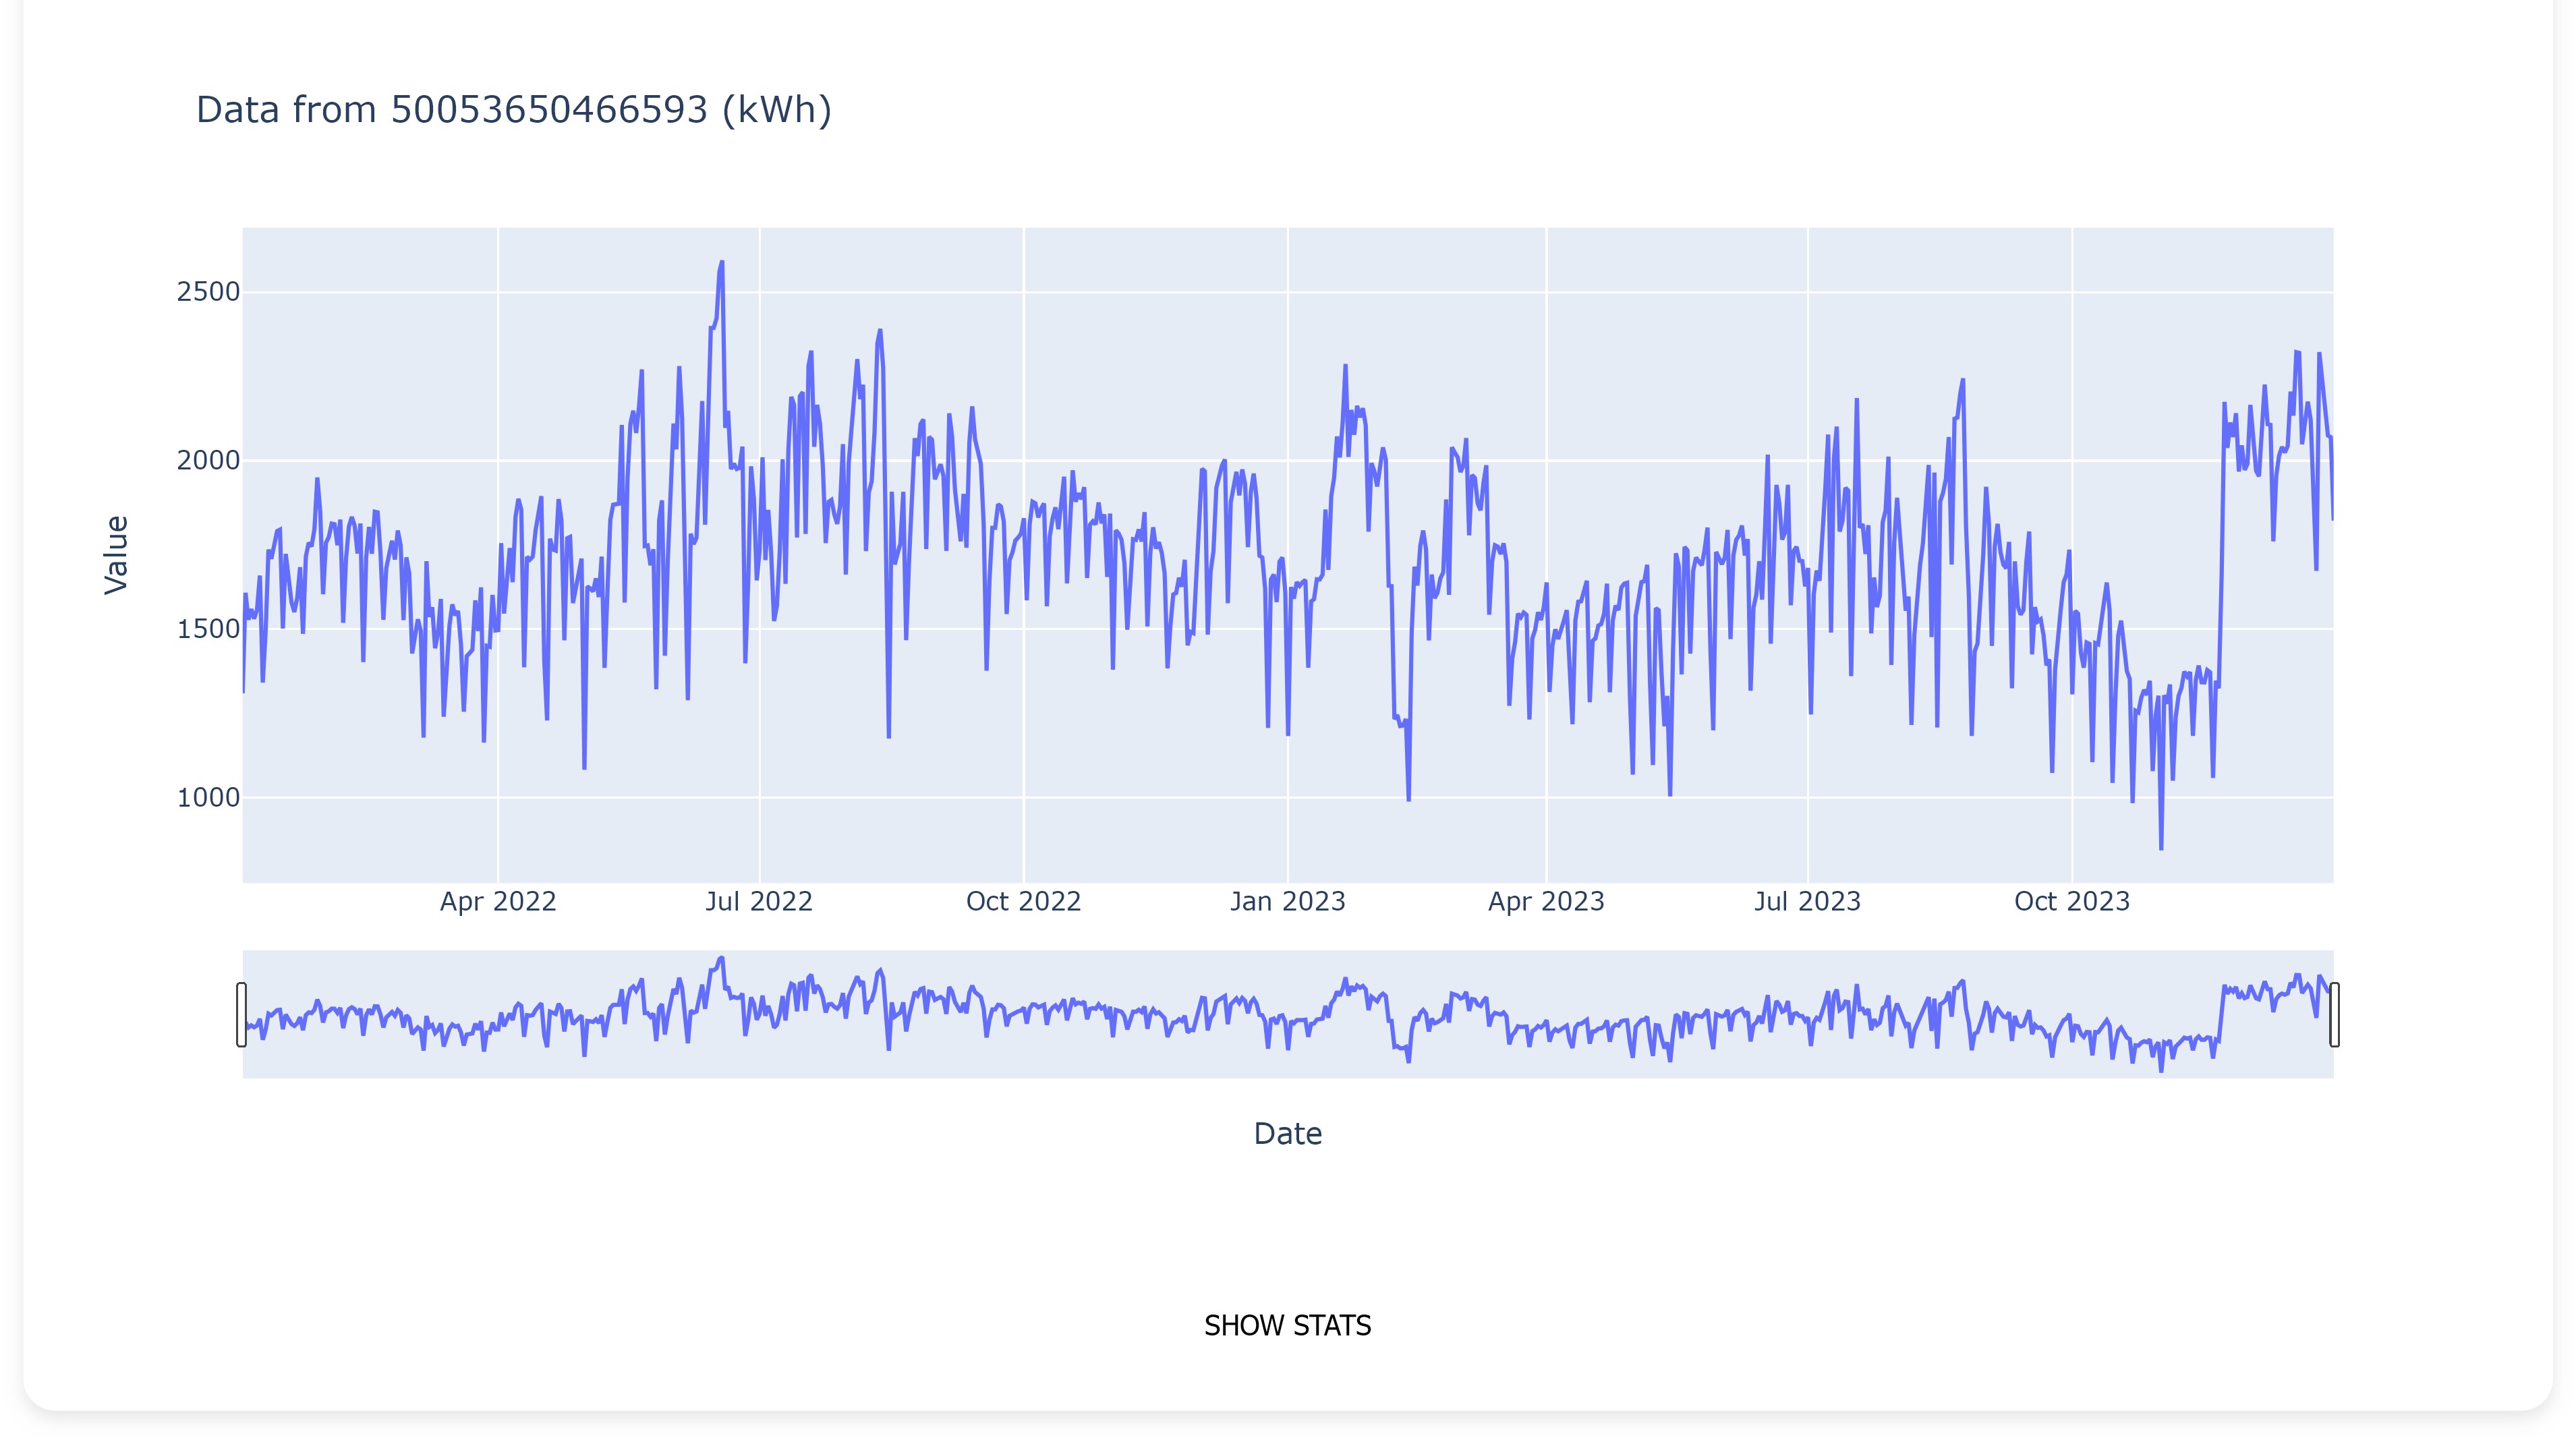 Data from 50053650466593 (kWh)
2500
2000
1500
1000
Value
Apr 2022
Jul 2022
Oct 2022
Jan 2023
Apr 2023
Jul 2023
Oct 2023
Date
SHOW STATS